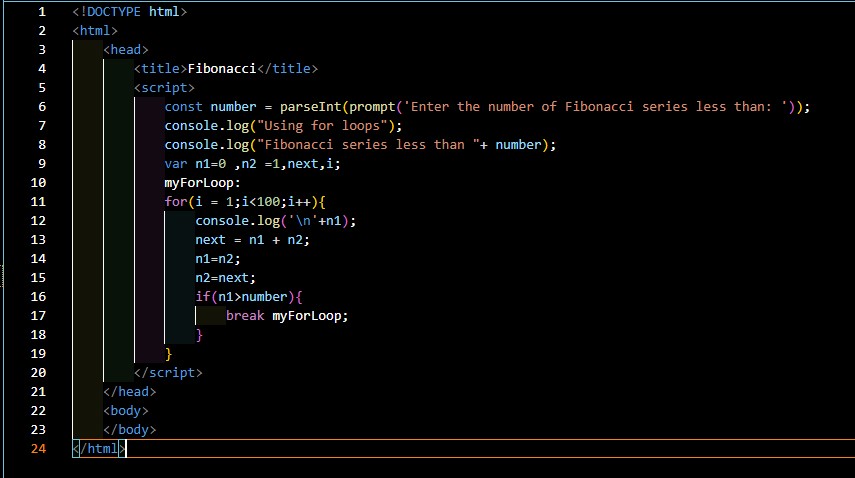 1 <!DOCTYPE html>
2 <html>
3 <head>
4 <title>Fibonacci</title>
5 <script>
6 const number = parseInt(prompt('Enter the number of Fibonacci series less than: '));
7 console.log("Using for loops");
8 console.log("Fibonacci series less than "+ number);
9 var n1=0 ,n2 =1,next,i;
10 myForLoop:
11 for(i = 1;i<100;i++){
12 console.log('\n'+n1);
13 next = n1 + n2;
14 n1=n2;
15 n2=next;
16 if(n1>number){
17 break myForLoop;
18 }
19 }
20 </script>
21 </head>
22 <body>
23 </body>
24 </html>